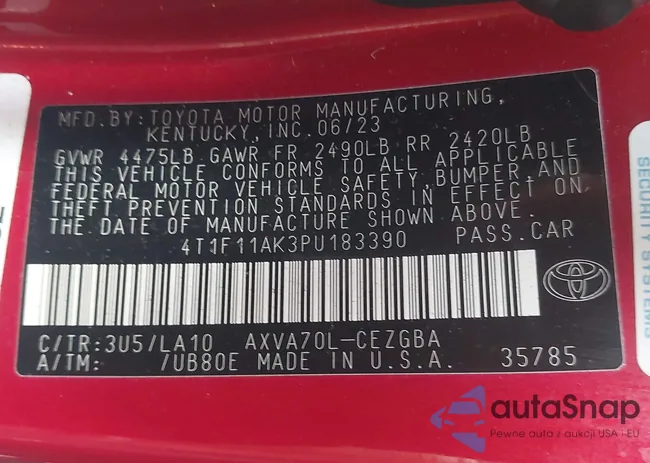 MFD.BY:TOYOTA MOTOR MANUFACTURING,
KENTUCKY, INC. 06/23
GVWR 4475LB GAWR FR 2490LB RR 2420LB
THIS VEHICLE CONFORMS TO ALL APPLICABLE
FEDERAL MOTOR VEHICLE SAFETY, BUMPER, AND
THEFT PREVENTION STANDARDS IN EFFECT ON
THE DATE OF MANUFACTURE SHOWN ABOVE.
4T1F11AK3PU183390 PASS.CAR
C/TR:3U5/LA10 AXVA70L-CEZGBA
A/TM: /UB80E MADE IN U.S.A. 35785
SECURITY SYSTEMS
autaSnap
Pewne auta / aukcji USA i EU